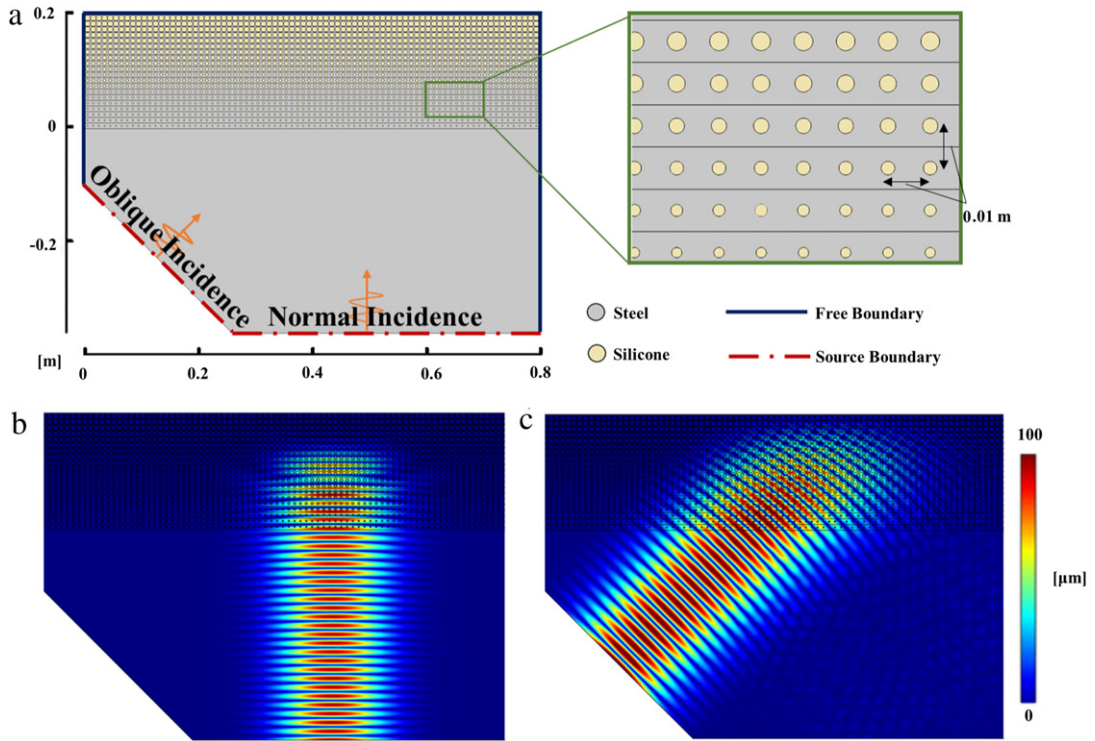 a
0.2
0
-0.2
[m]
0
0.2
0.4
0.6
0.8
Oblique Incidence
Normal Incidence
0.01 m
Steel
Free Boundary
Silicone
Source Boundary
b
c
100
[µm]
0